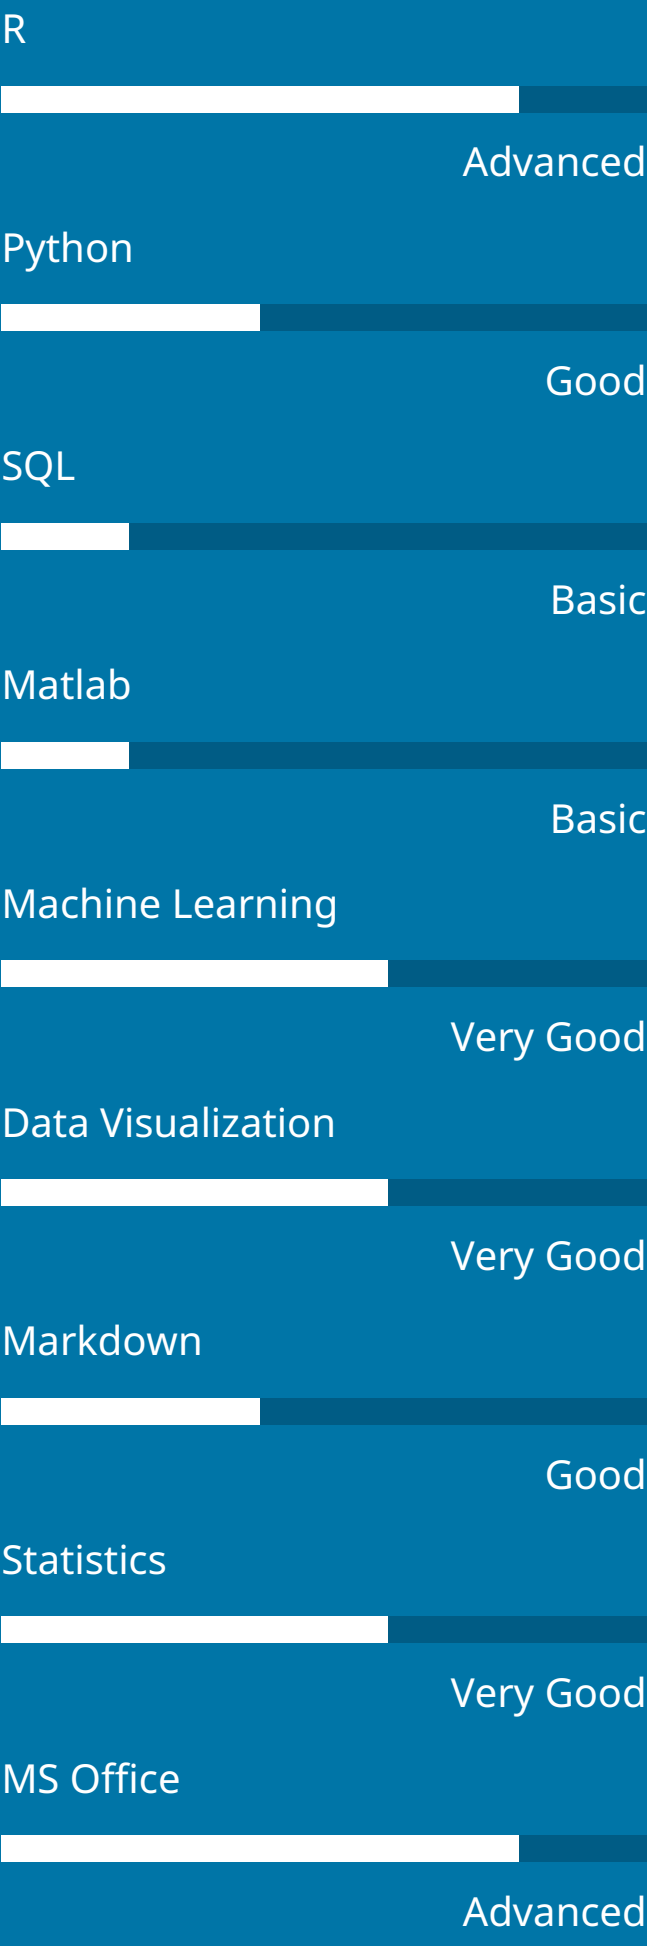 R
Advanced
Python
Good
SQL
Basic
Matlab
Basic
Machine Learning
Very Good
Data Visualization
Very Good
Markdown
Good
Statistics
Very Good
MS Office
Advanced